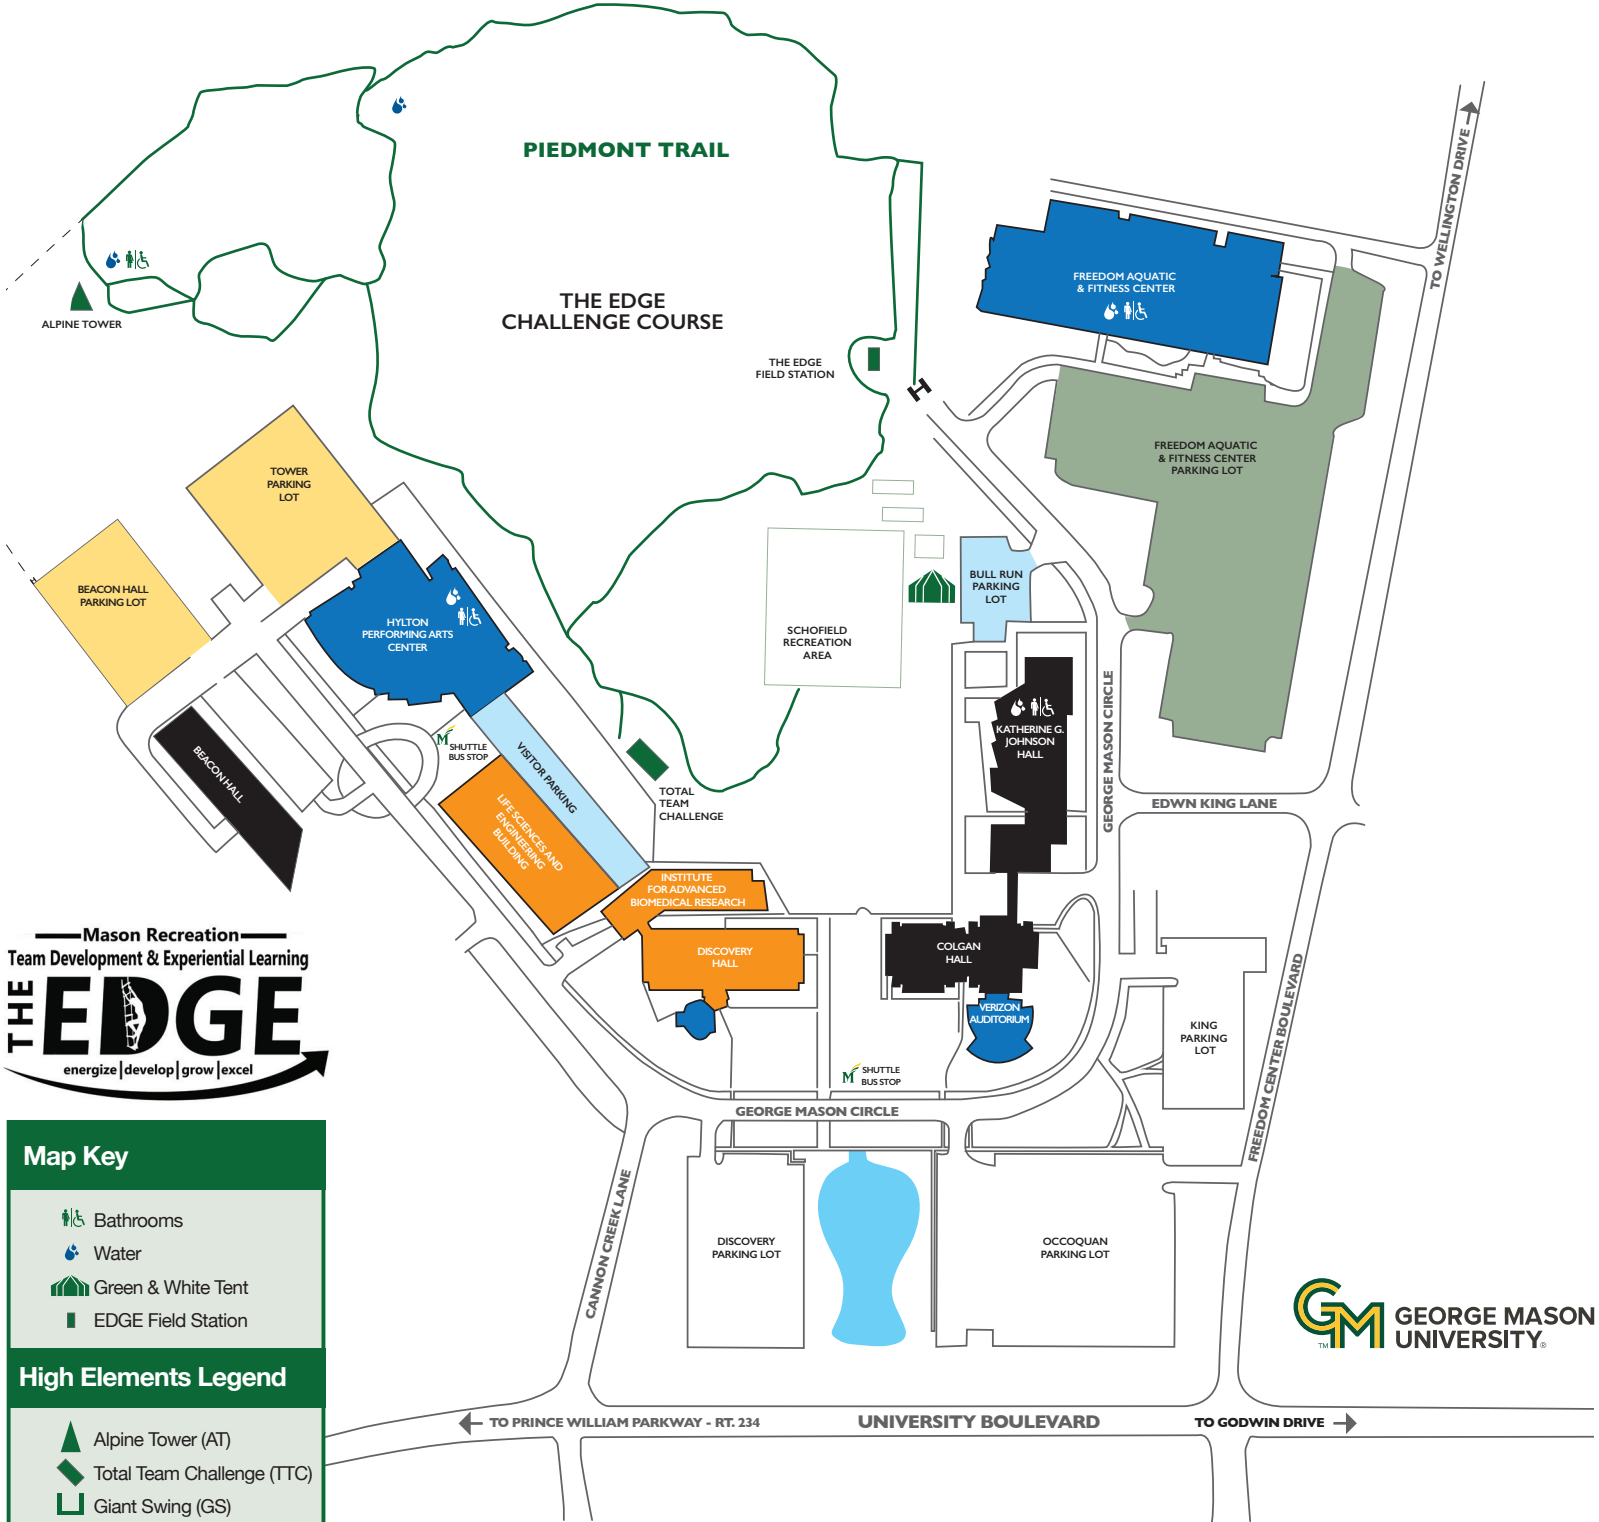 PIEDMONT TRAIL
THE EDGE
CHALLENGE COURSE
ALPINE TOWER
THE EDGE
FIELD STATION
FREEDOM AQUATIC
& FITNESS CENTER
TO WELLINGTON DRIVE
FREEDOM AQUATIC
& FITNESS CENTER
PARKING LOT
TOWER
PARKING
LOT
BEACON HALL
PARKING LOT
HYLTON
PERFORMING ARTS
CENTER
SCHOFIELD
RECREATION
AREA
BULL RUN
PARKING
LOT
KATHERINE G.
JOHNSON
HALL
GEORGE MASON CIRCLE
EDWN KING LANE
BEACON HALL
M SHUTTLE
BUS STOP
VISITOR PARKING
LIFE SCIENCES AND
ENGINEERING
BUILDING
TOTAL
TEAM
CHALLENGE
INSTITUTE
FOR ADVANCED
BIOMEDICAL RESEARCH
DISCOVERY
HALL
COLGAN
HALL
VERIZON
AUDITORIUM
KING
PARKING
LOT
FREEDOM CENTER BOULEVARD
M SHUTTLE
BUS STOP
GEORGE MASON CIRCLE
CANNON CREEK LANE
DISCOVERY
PARKING LOT
OCCOQUAN
PARKING LOT
Mason Recreation
Team Development & Experiential Learning
THE EDGE
energize|develop|grow|excel
Map Key
Bathrooms
Water
Green & White Tent
EDGE Field Station
High Elements Legend
Alpine Tower (AT)
Total Team Challenge (TTC)
Giant Swing (GS)
GM TM
GEORGE MASON
UNIVERSITY®
TO PRINCE WILLIAM PARKWAY - RT. 234
UNIVERSITY BOULEVARD
TO GODWIN DRIVE